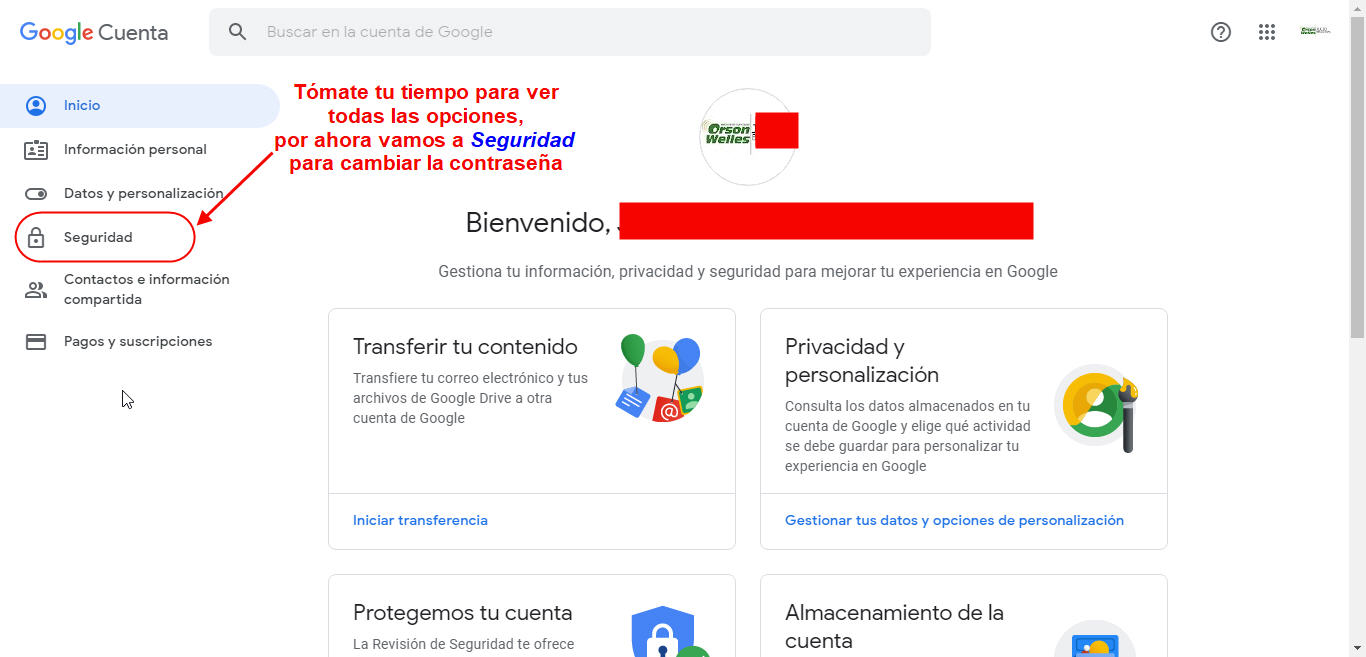 Google Cuenta
Buscar en la cuenta de Google
Inicio
Información personal
Datos y personalización
Seguridad
Contactos e información
compartida
Pagos y suscripciones
Tómate tu tiempo para ver
todas las opciones,
por ahora vamos a Seguridad
para cambiar la contraseña
Orson
Welles
Bienvenido,
Gestiona tu información, privacidad y seguridad para mejorar tu experiencia en Google
Transferir tu contenido
Transfiere tu correo electrónico y tus
archivos de Google Drive a otra
cuenta de Google
Iniciar transferencia
Privacidad y
personalización
Consulta los datos almacenados en tu
cuenta de Google y elige qué actividad
se debe guardar para personalizar tu
experiencia en Google
Gestionar tus datos y opciones de personalización
Protegemos tu cuenta
La Revisión de Seguridad te ofrece
Almacenamiento de la
cuenta